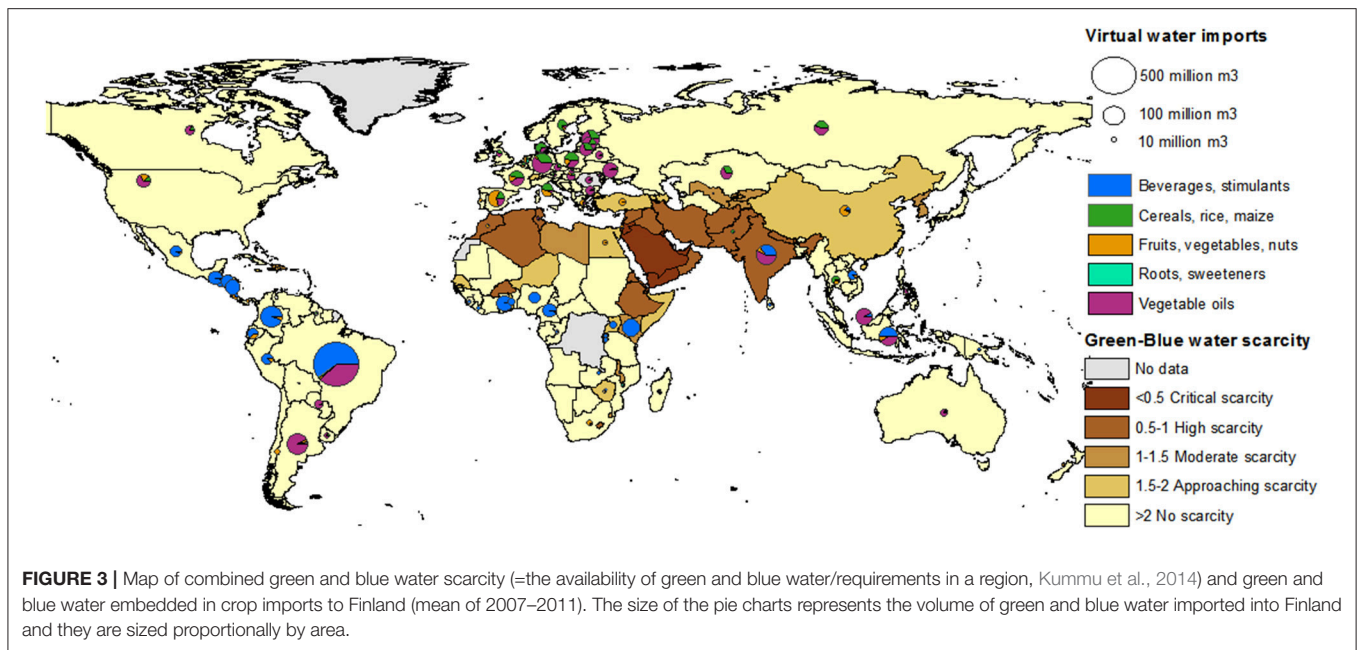 Virtual water imports
500 million m3
100 million m3
10 million m3
Beverages, stimulants
Cereals, rice, maize
Fruits, vegetables, nuts
Roots, sweeteners
Vegetable oils
Green-Blue water scarcity
No data
<0.5 Critical scarcity
0.5-1 High scarcity
1-1.5 Moderate scarcity
1.5-2 Approaching scarcity
>2 No scarcity
FIGURE 3 | Map of combined green and blue water scarcity (=the availability of green and blue water/requirements in a region, Kummu et al., 2014) and green and
blue water embedded in crop imports to Finland (mean of 2007–2011). The size of the pie charts represents the volume of green and blue water imported into Finland
and they are sized proportionally by area.